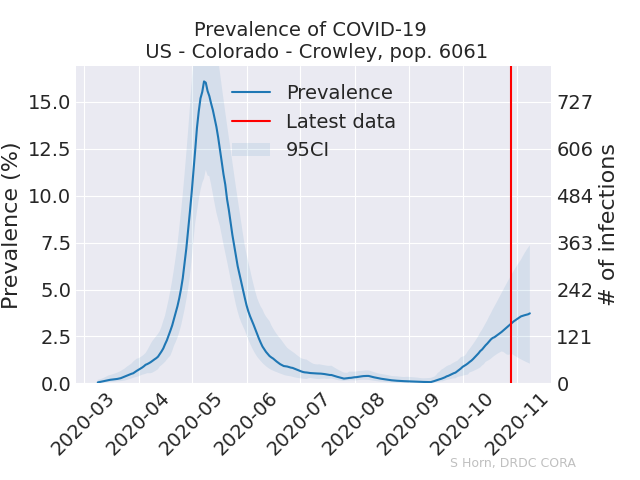 Prevalence of COVID-19
US - Colorado - Crowley, pop. 6061
Prevalence
Latest data
95CI
Prevalence (%)
15.0
12.5
10.0
7.5
5.0
2.5
0.0
727
606
484
363
242
121
0
# of infections
2020-03
2020-04
2020-05
2020-06
2020-07
2020-08
2020-09
2020-10
2020-11
S Horn, DRDC CORA